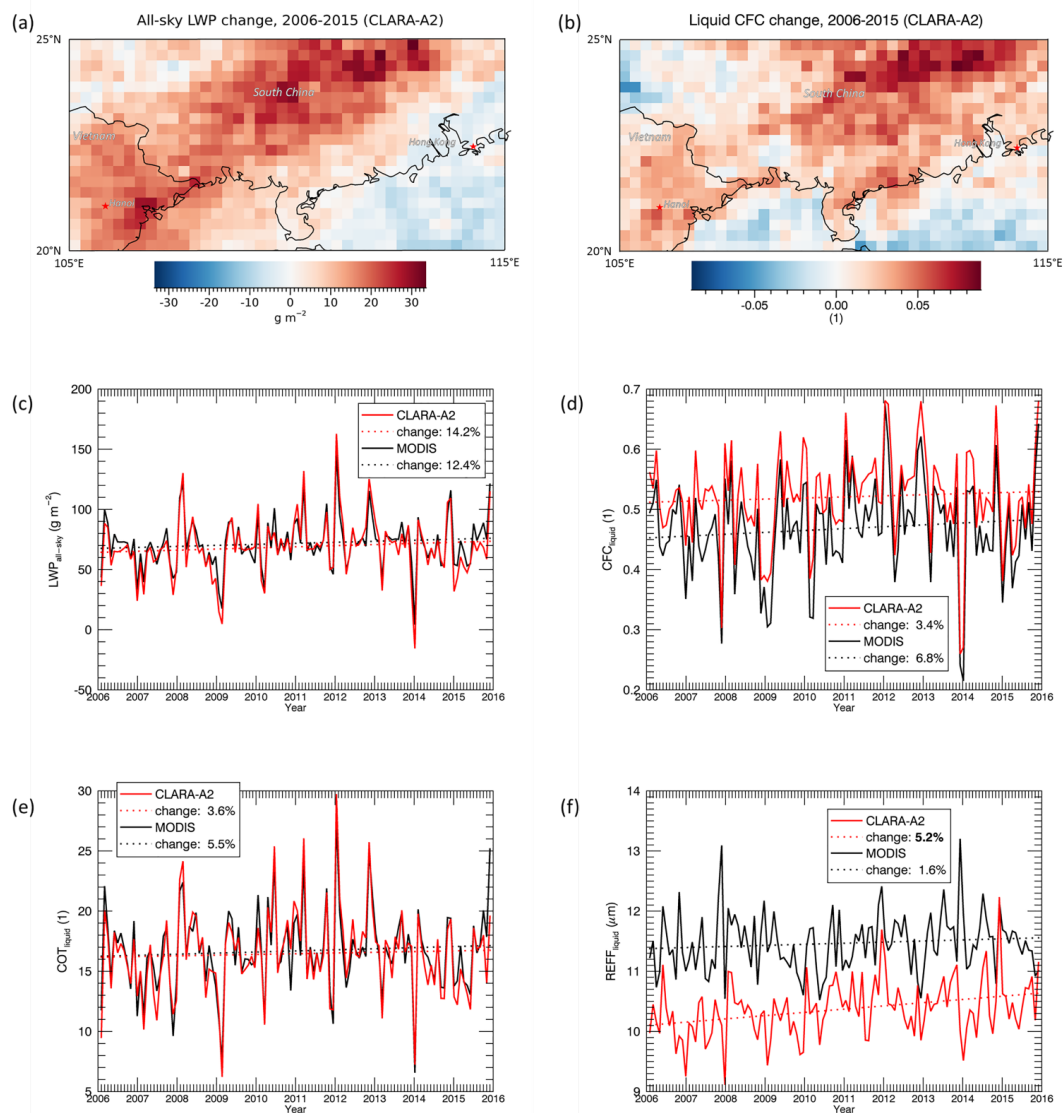 (a)
All-sky LWP change, 2006-2015 (CLARA-A2)
25°N
South China
Vietnam
Hong Kong
Hanoi
20°N
105°E
115°E
-30 -20 -10 0 10 20 30
g m⁻²
(b)
Liquid CFC change, 2006-2015 (CLARA-A2)
25°N
South China
Vietnam
Hong Kong
Hanoi
20°N
105°E
115°E
-0.05 0.00 0.05
(1)
(c)
200
150
100
50
0
-50
LWPall-sky (g m⁻²)
CLARA-A2
change: 14.2%
MODIS
change: 12.4%
2006 2007 2008 2009 2010 2011 2012 2013 2014 2015 2016
Year
(d)
0.7
0.6
0.5
0.4
0.3
0.2
CFCliquid (1)
CLARA-A2
change: 3.4%
MODIS
change: 6.8%
2006 2007 2008 2009 2010 2011 2012 2013 2014 2015 2016
Year
(e)
30
25
20
15
10
5
COTliquid (1)
CLARA-A2
change: 3.6%
MODIS
change: 5.5%
2006 2007 2008 2009 2010 2011 2012 2013 2014 2015 2016
Year
(f)
14
13
12
11
10
9
REFFliquid (μm)
CLARA-A2
change: 5.2%
MODIS
change: 1.6%
2006 2007 2008 2009 2010 2011 2012 2013 2014 2015 2016
Year